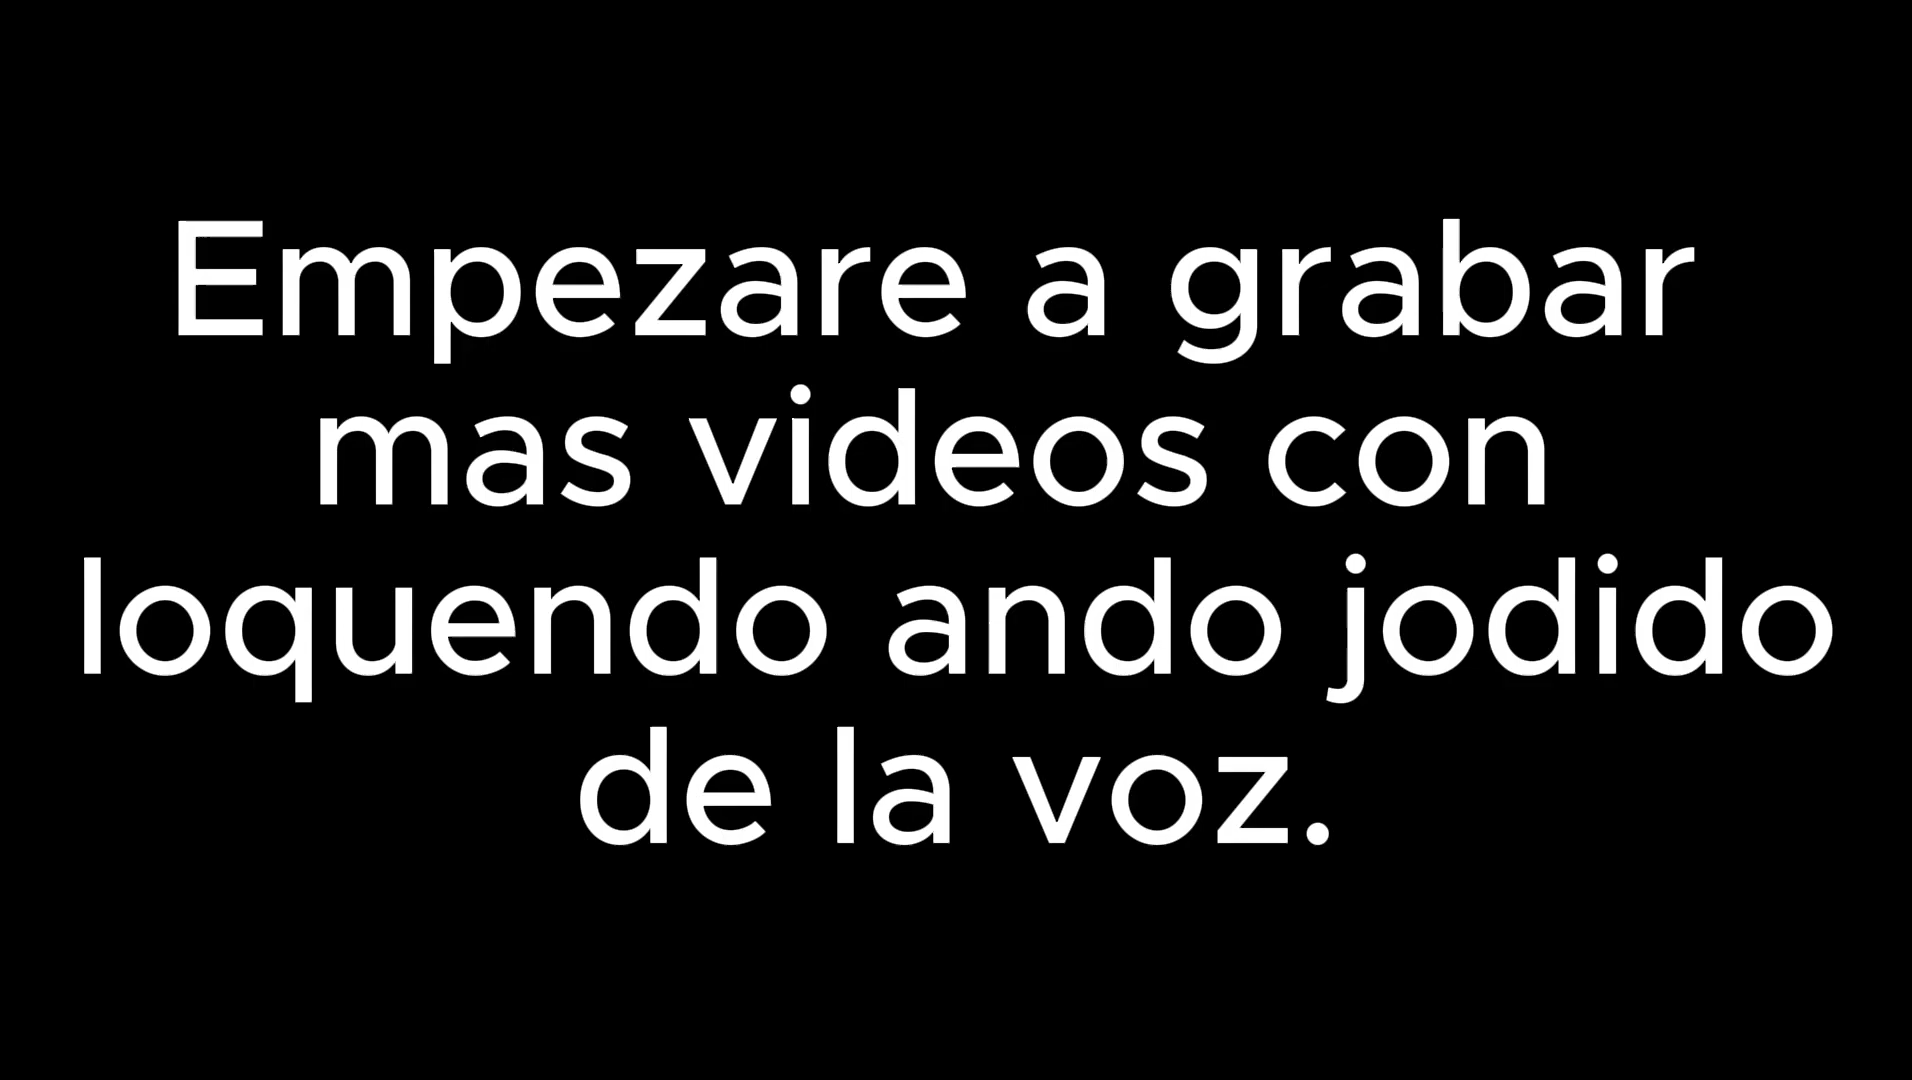 Empezare a grabar
mas videos con
loquendo ando jodido
de la voz.